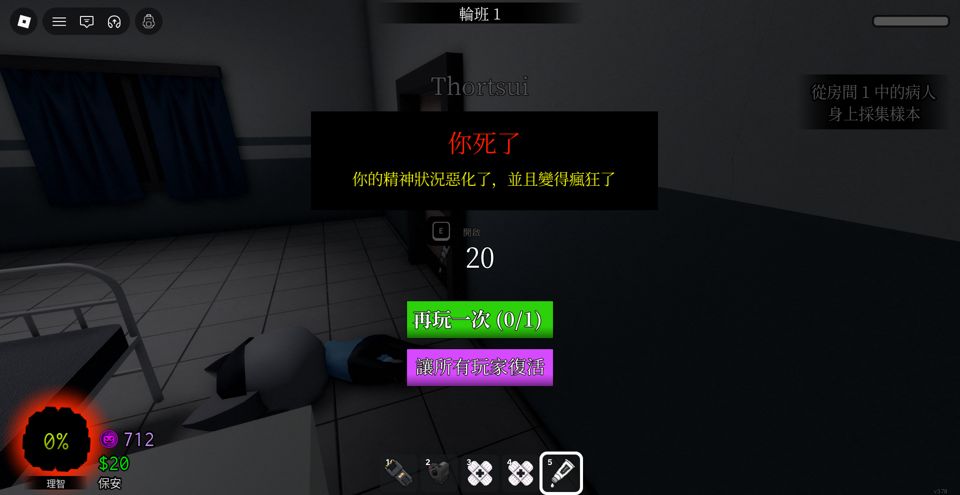 輪班 1
Thortsui
從房間 1 中的病人
身上採集樣本
你死了
你的精神狀況惡化了，並且變得瘋狂了
E 開啟
20
再玩一次 (0/1)
讓所有玩家復活
0%
712
$20
理智
保安
1 2 3 4 5
v378